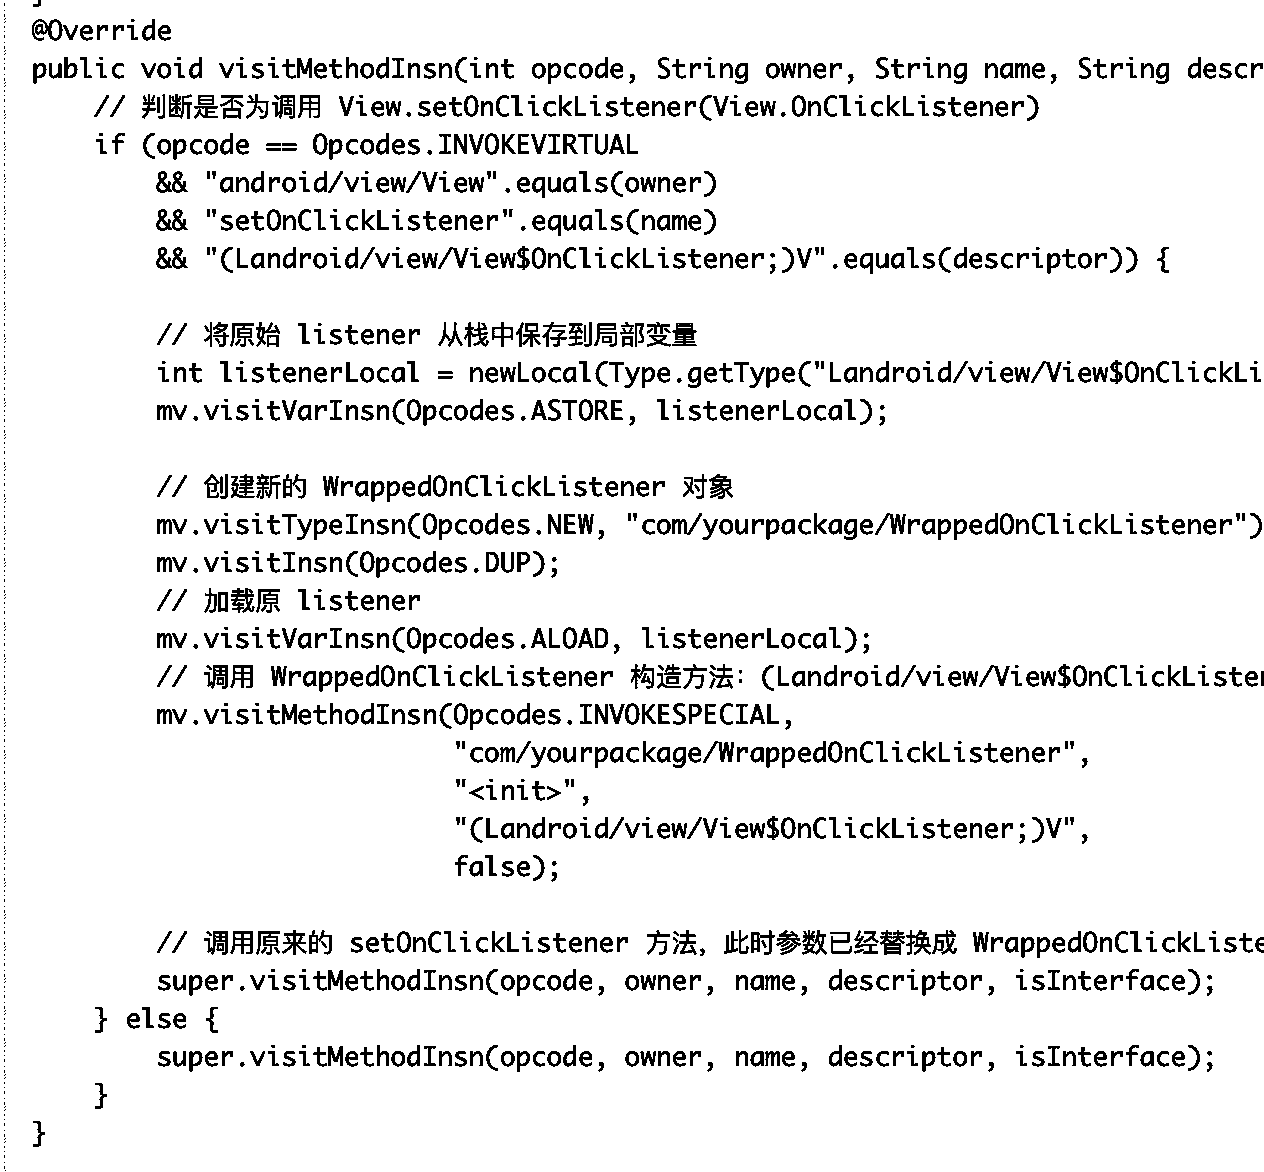 }
@Override
public void visitMethodInsn(int opcode, String owner, String name, String descr
// 判断是否为调用 View.setOnClickListener(View.OnClickListener)
if (opcode == Opcodes.INVOKEVIRTUAL
&& "android/view/View".equals(owner)
&& "setOnClickListener".equals(name)
&& "(Landroid/view/View$OnClickListener;)V".equals(descriptor)) {
// 将原始 listener 从栈中保存到局部变量
int listenerLocal = newLocal(Type.getType("Landroid/view/View$OnClickLi
mv.visitVarInsn(Opcodes.ASTORE, listenerLocal);
// 创建新的 WrappedOnClickListener 对象
mv.visitTypeInsn(Opcodes.NEW, "com/yourpackage/WrappedOnClickListener")
mv.visitInsn(Opcodes.DUP);
// 加载原 listener
mv.visitVarInsn(Opcodes.ALOAD, listenerLocal);
// 调用 WrappedOnClickListener 构造方法：(Landroid/view/View$OnClickListener
mv.visitMethodInsn(Opcodes.INVOKESPECIAL,
"com/yourpackage/WrappedOnClickListener",
"<init>",
"(Landroid/view/View$OnClickListener;)V",
false);
// 调用原来的 setOnClickListener 方法，此时参数已经替换成 WrappedOnClickListe
super.visitMethodInsn(opcode, owner, name, descriptor, isInterface);
} else {
super.visitMethodInsn(opcode, owner, name, descriptor, isInterface);
}
}